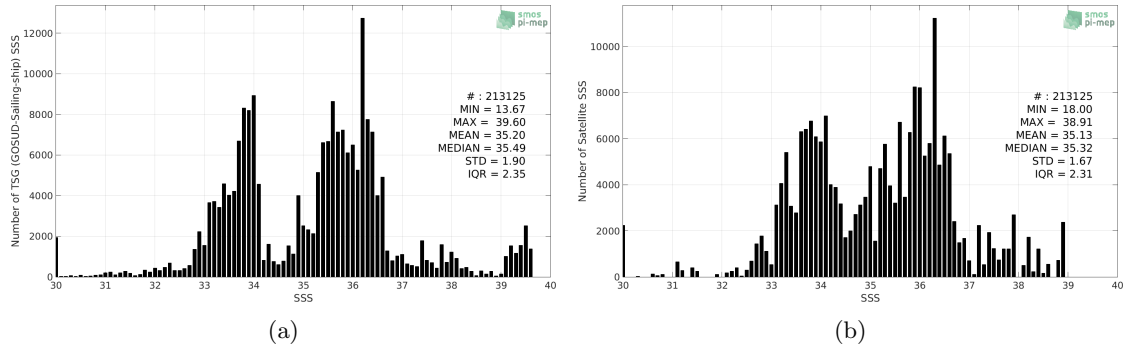 smos
pi-mep
12000
10000
8000
6000
4000
2000
0
Number of TSG (GOSUD-Sailing-ship) SSS
# : 213125
MIN = 13.67
MAX = 39.60
MEAN = 35.20
MEDIAN = 35.49
STD = 1.90
IQR = 2.35
30 31 32 33 34 35 36 37 38 39 40
SSS
(a)
smos
pi-mep
10000
8000
6000
4000
2000
0
Number of Satellite SSS
# : 213125
MIN = 18.00
MAX = 38.91
MEAN = 35.13
MEDIAN = 35.32
STD = 1.67
IQR = 2.31
30 31 32 33 34 35 36 37 38 39 40
SSS
(b)